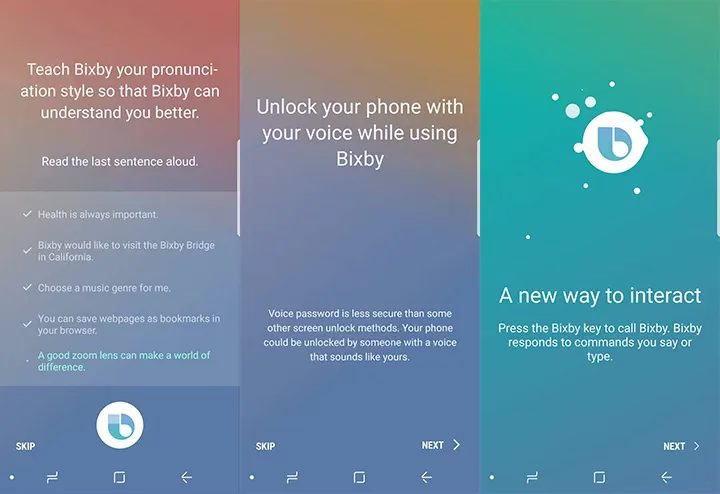 Teach Bixby your pronunci-
ation style so that Bixby can
understand you better.
Read the last sentence aloud.
Health is always important.
Bixby would like to visit the Bixby Bridge
in California.
Choose a music genre for me.
You can save webpages as bookmarks in
your browser.
A good zoom lens can make a world of
difference.
SKIP
Unlock your phone with
your voice while using
Bixby
Voice password is less secure than some
other screen unlock methods. Your phone
could be unlocked by someone with a voice
that sounds like yours.
SKIP
NEXT
A new way to interact
Press the Bixby key to call Bixby. Bixby
responds to commands you say or
type.
NEXT